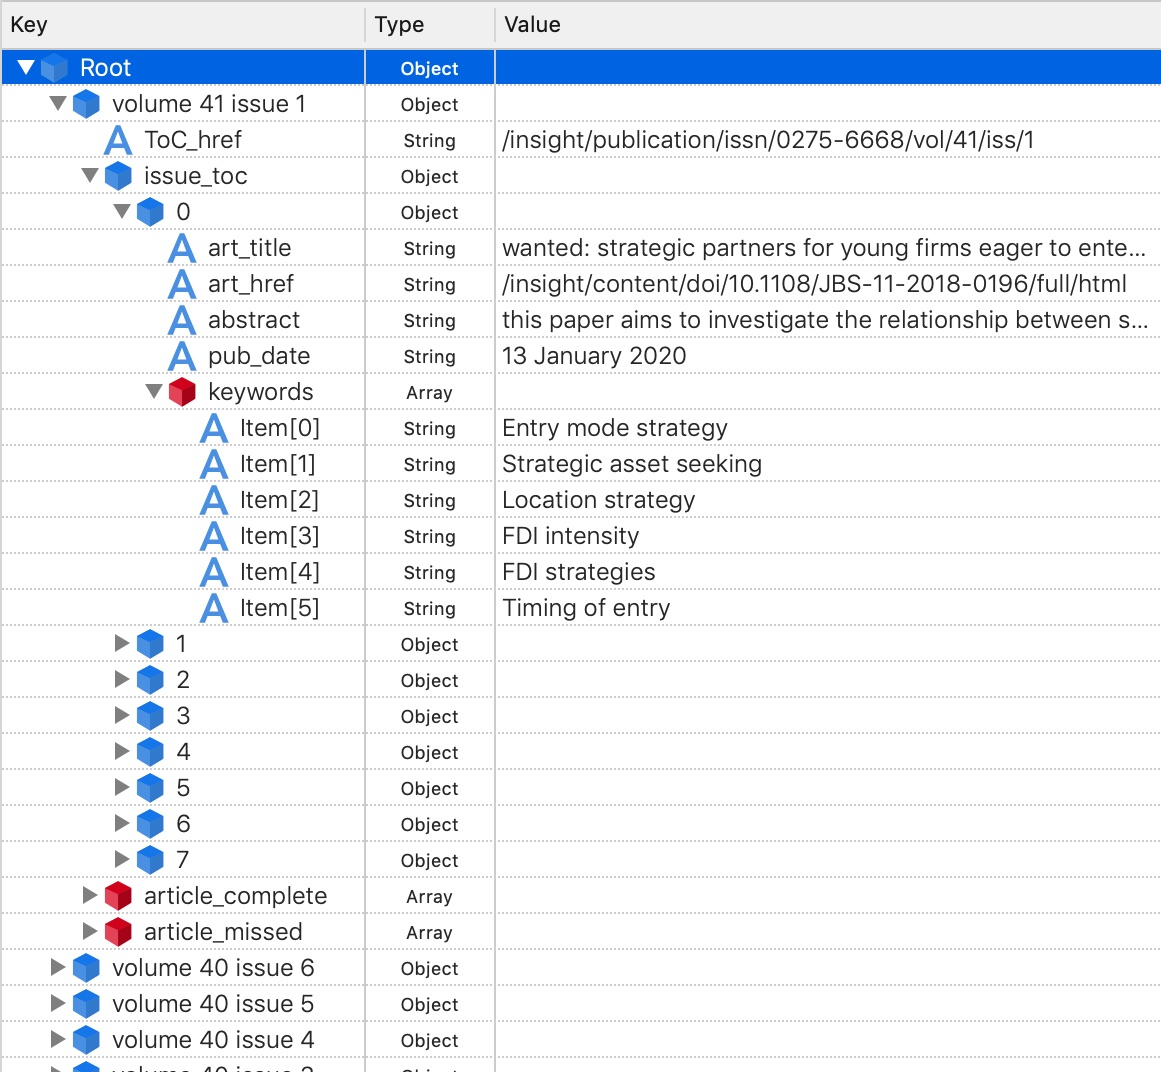 Key Type Value
Root Object
volume 41 issue 1 Object
ToC_href String /insight/publication/issn/0275-6668/vol/41/iss/1
issue_toc Object
0 Object
art_title String wanted: strategic partners for young firms eager to ente...
art_href String /insight/content/doi/10.1108/JBS-11-2018-0196/full/html
abstract String this paper aims to investigate the relationship between s...
pub_date String 13 January 2020
keywords Array
Item[0] String Entry mode strategy
Item[1] String Strategic asset seeking
Item[2] String Location strategy
Item[3] String FDI intensity
Item[4] String FDI strategies
Item[5] String Timing of entry
1 Object
2 Object
3 Object
4 Object
5 Object
6 Object
7 Object
article_complete Array
article_missed Array
volume 40 issue 6 Object
volume 40 issue 5 Object
volume 40 issue 4 Object
volume 40 issue Object